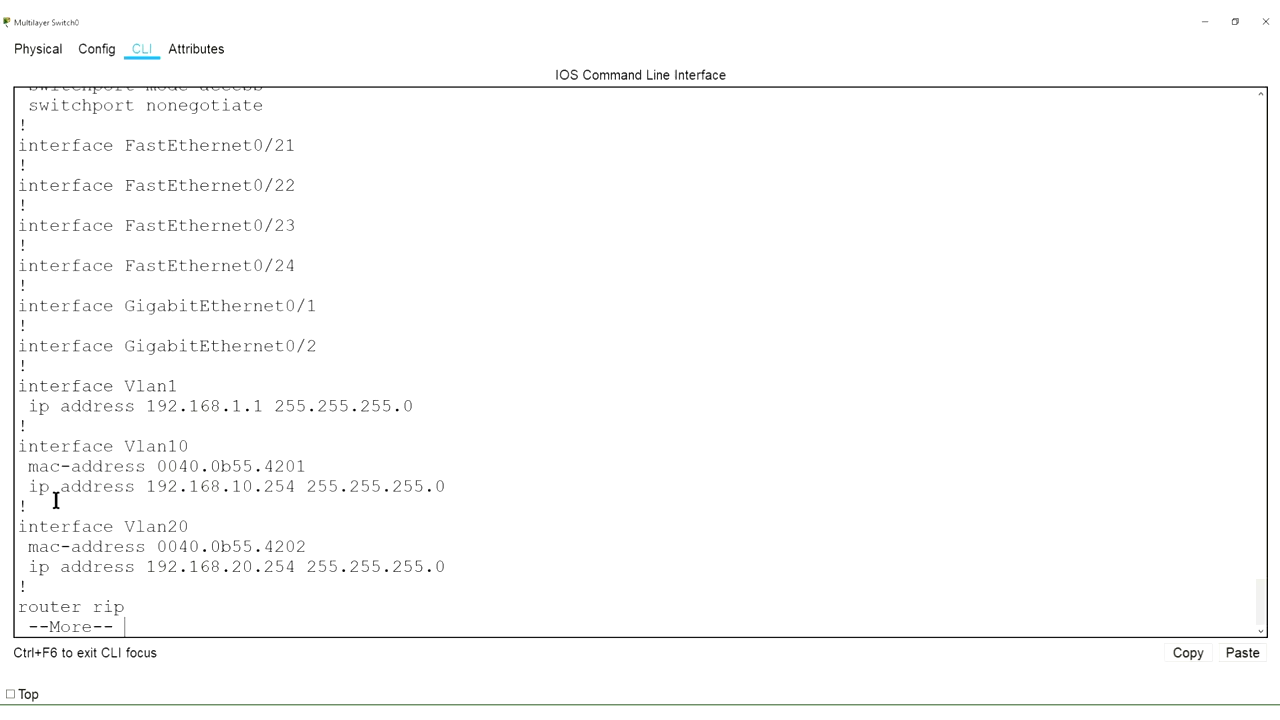 Multilayer Switch0
Physical Config CLI Attributes
IOS Command Line Interface
switchport mode access
switchport nonegotiate
!
interface FastEthernet0/21
!
interface FastEthernet0/22
!
interface FastEthernet0/23
!
interface FastEthernet0/24
!
interface GigabitEthernet0/1
!
interface GigabitEthernet0/2
!
interface Vlan1
ip address 192.168.1.1 255.255.255.0
!
interface Vlan10
mac-address 0040.0b55.4201
ip address 192.168.10.254 255.255.255.0
!
interface Vlan20
mac-address 0040.0b55.4202
ip address 192.168.20.254 255.255.255.0
!
router rip
--More--
Ctrl+F6 to exit CLI focus
Copy Paste
Top